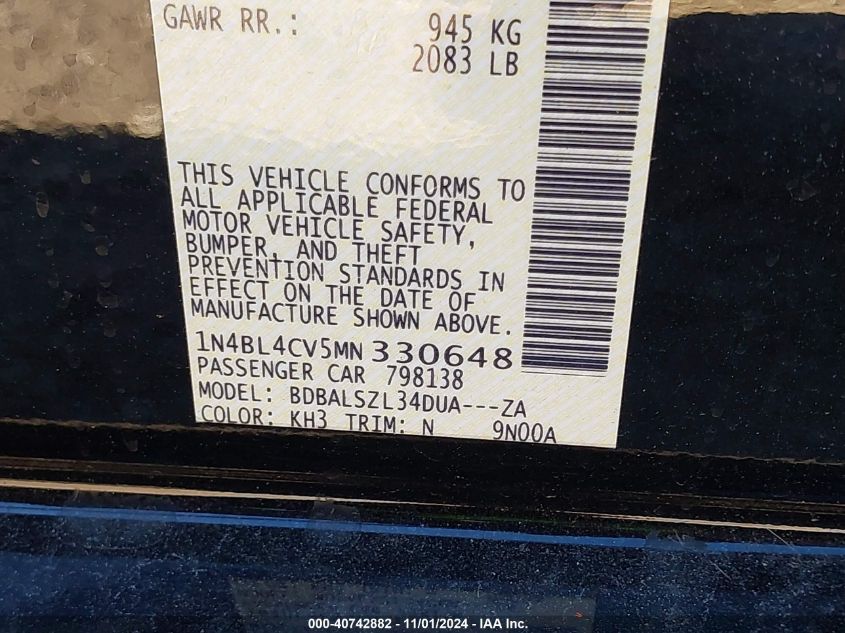 GAWR RR.: 945 KG
2083 LB
THIS VEHICLE CONFORMS TO
ALL APPLICABLE FEDERAL
MOTOR VEHICLE SAFETY,
BUMPER, AND THEFT
PREVENTION STANDARDS IN
EFFECT ON THE DATE OF
MANUFACTURE SHOWN ABOVE.
1N4BL4CV5MN 330648
PASSENGER CAR 798138
MODEL: BDBALSZL34DUA---ZA
COLOR: KH3 TRIM: N 9N00A
000-40742882 - 11/01/2024 - IAA Inc.